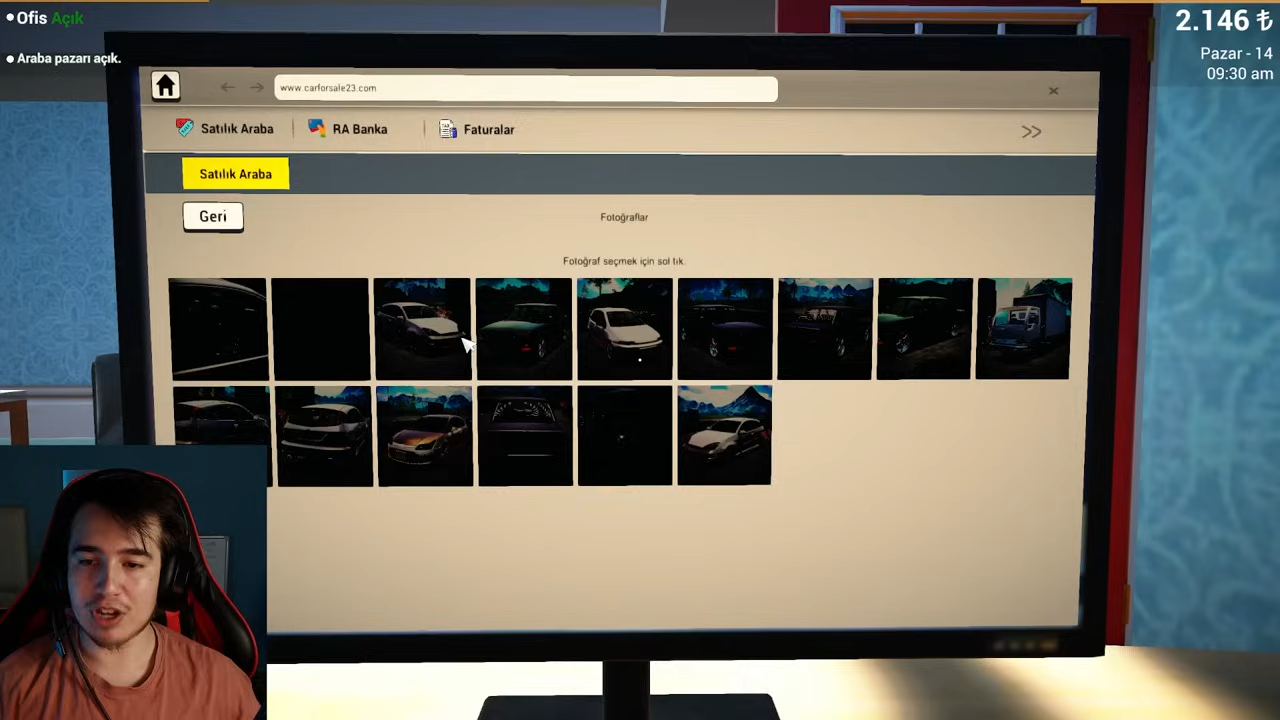 Ofis Açık
Araba pazarı açık.
2.146 ₺
Pazar - 14
09:30 am
www.carforsale23.com
Satılık Araba
RA Banka
Faturalar
Satılık Araba
Geri
Fotoğraflar
Fotoğraf seçmek için sol tık.